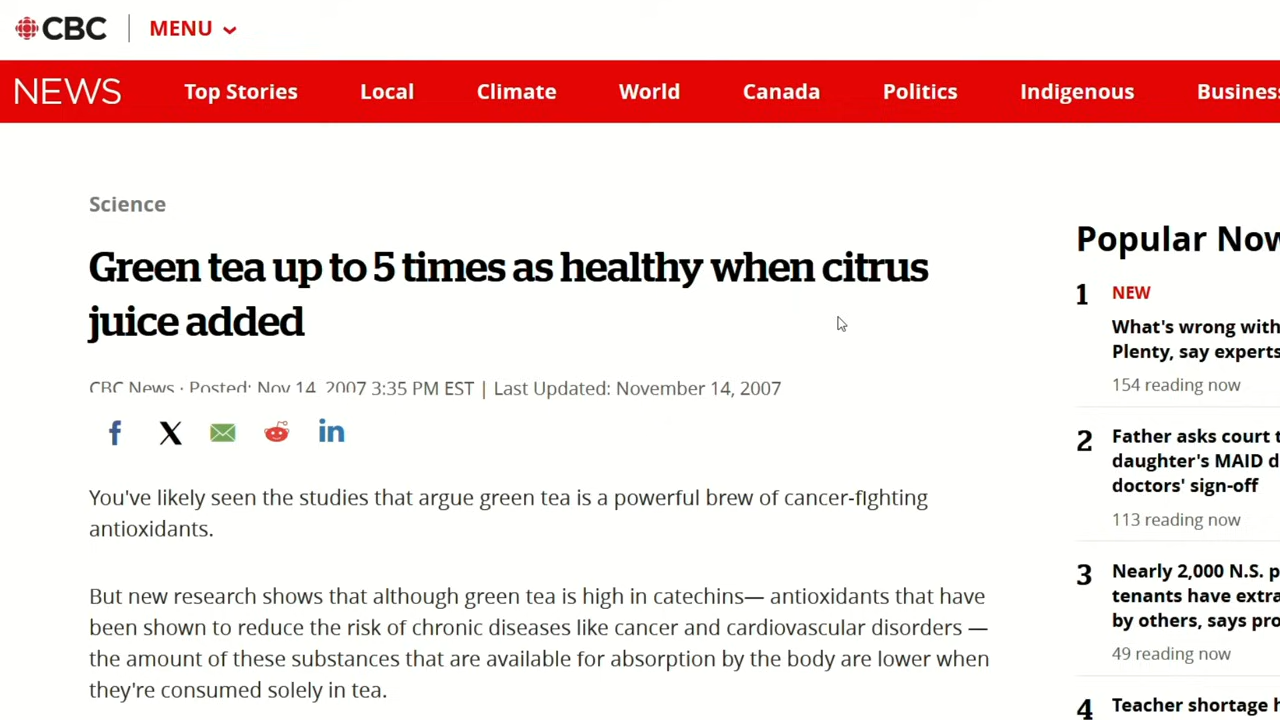 CBC MENU
NEWS Top Stories Local Climate World Canada Politics Indigenous Business
Science
Green tea up to 5 times as healthy when citrus
juice added
CBC News · Posted: Nov 14, 2007 3:35 PM EST | Last Updated: November 14, 2007
f X in
You've likely seen the studies that argue green tea is a powerful brew of cancer-fighting
antioxidants.
But new research shows that although green tea is high in catechins— antioxidants that have
been shown to reduce the risk of chronic diseases like cancer and cardiovascular disorders —
the amount of these substances that are available for absorption by the body are lower when
they're consumed solely in tea.
Popular Now
1 NEW
What's wrong with
Plenty, say experts
154 reading now
2 Father asks court
daughter's MAID
doctors' sign-off
113 reading now
3 Nearly 2,000 N.S.
tenants have extra
by others, says
49 reading now
4 Teacher shortage